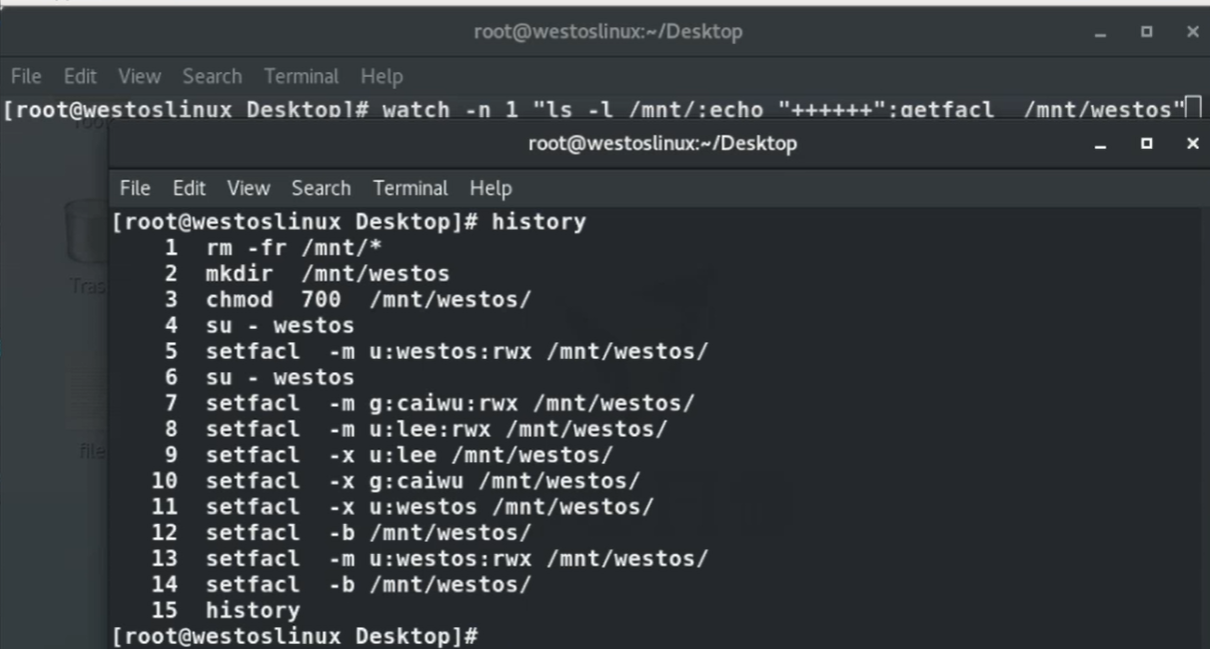 root@westoslinux:~/Desktop
File Edit View Search Terminal Help
[root@westoslinux Desktop]# watch -n 1 "ls -l /mnt/;echo "++++++";getfacl  /mnt/westos"
root@westoslinux:~/Desktop
File Edit View Search Terminal Help
[root@westoslinux Desktop]# history
1  rm -fr /mnt/*
2  mkdir  /mnt/westos
3  chmod  700  /mnt/westos/
4  su - westos
5  setfacl  -m u:westos:rwx /mnt/westos/
6  su - westos
7  setfacl  -m g:caiwu:rwx /mnt/westos/
8  setfacl  -m u:lee:rwx /mnt/westos/
9  setfacl  -x u:lee /mnt/westos/
10  setfacl  -x g:caiwu /mnt/westos/
11  setfacl  -x u:westos /mnt/westos/
12  setfacl  -b /mnt/westos/
13  setfacl  -m u:westos:rwx /mnt/westos/
14  setfacl  -b /mnt/westos/
15  history
[root@westoslinux Desktop]#
Tras
file